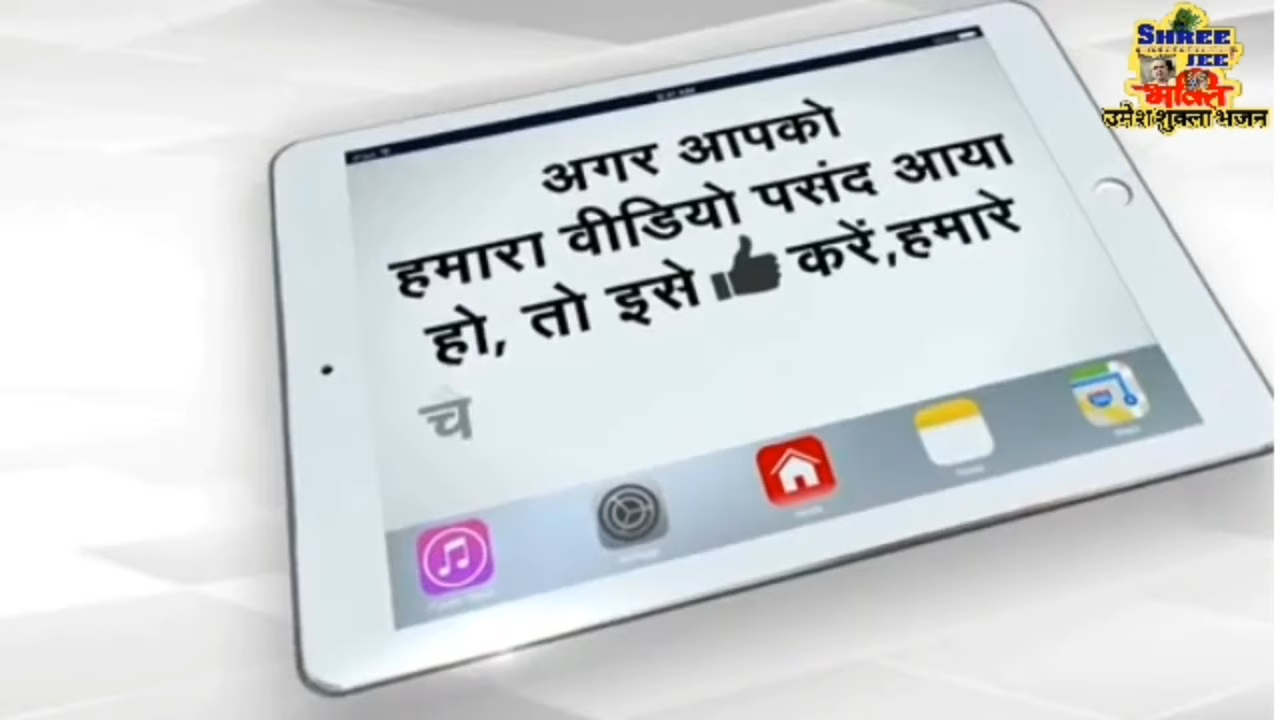 अगर आपको
हमारा वीडियो पसंद आया
हो, तो इसे करें,हमारे
च
SHREE
JEE
भक्ति
उमेश शुक्ला भजन